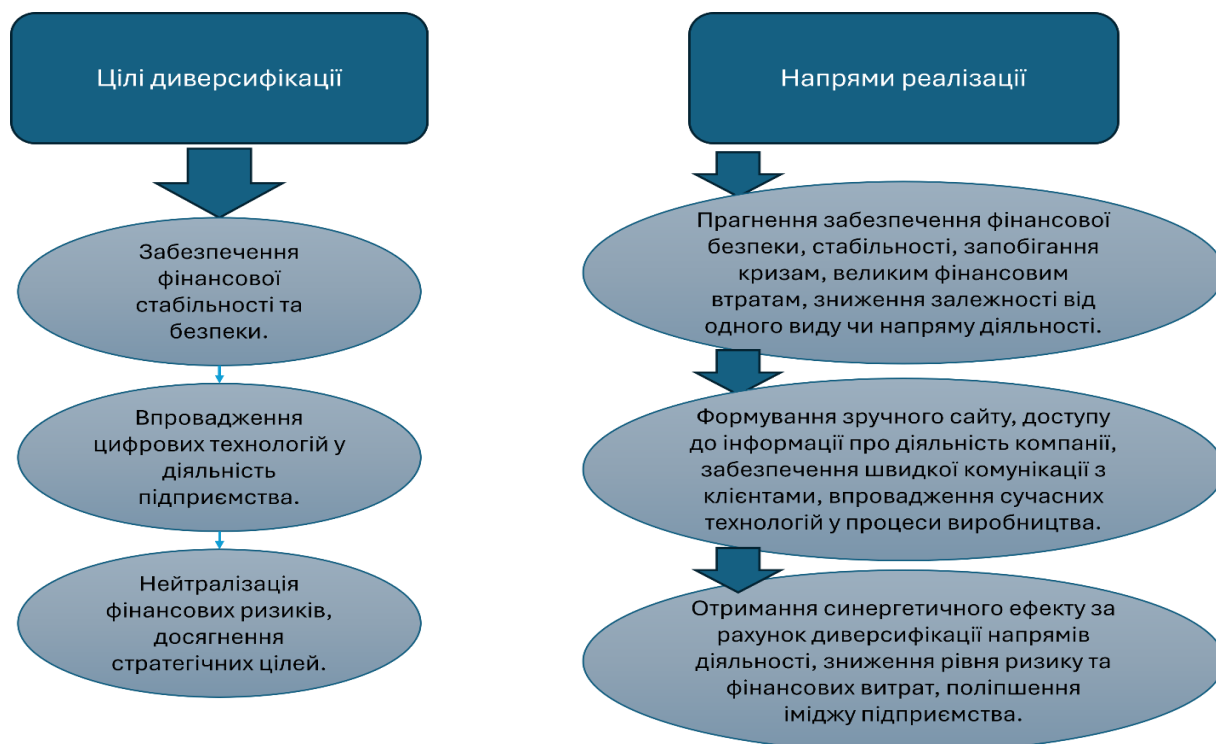 Цілі диверсифікації
Забезпечення
фінансової
стабільності та
безпеки.
Впровадження
цифрових технологій у
діяльність
підприємства.
Нейтралізація
фінансових ризиків,
досягнення
стратегічних цілей.
Напрями реалізації
Прагнення забезпечення фінансової
безпеки, стабільності, запобігання
кризам, великим фінансовим
втратам, зниження залежності від
одного виду чи напряму діяльності.
Формування зручного сайту, доступу
до інформації про діяльність компанії,
забезпечення швидкої комунікації з
клієнтами, впровадження сучасних
технологій у процеси виробництва.
Отримання синергетичного ефекту за
рахунок диверсифікації напрямів
діяльності, зниження рівня ризику та
фінансових витрат, поліпшення
іміджу підприємства.